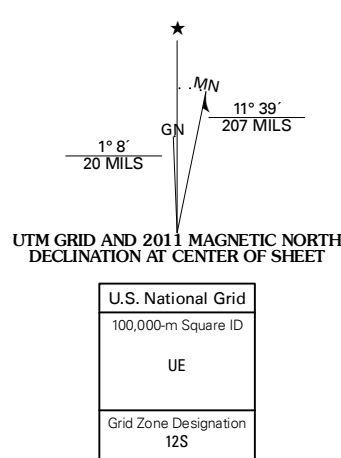 ★
MN
GN
11° 39´
207 MILS
1° 8´
20 MILS
UTM GRID AND 2011 MAGNETIC NORTH
DECLINATION AT CENTER OF SHEET
U.S. National Grid
100,000-m Square ID
UE
Grid Zone Designation
12S